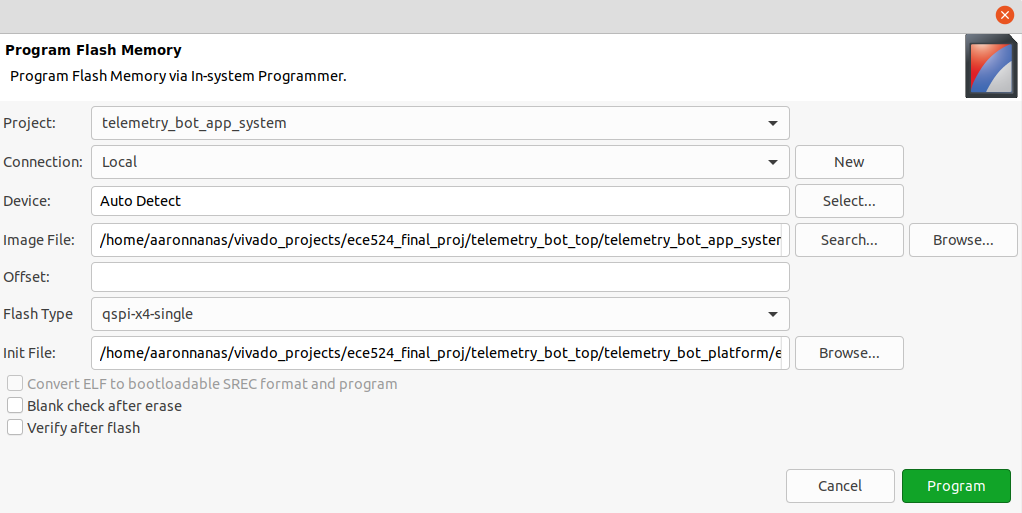 Program Flash Memory
Program Flash Memory via In-system Programmer.
Project: telemetry_bot_app_system
Connection: Local New
Device: Auto Detect Select...
Image File: /home/aaronnanas/vivado_projects/ece524_final_proj/telemetry_bot_top/telemetry_bot_app_system Search... Browse...
Offset:
Flash Type qspi-x4-single
Init File: /home/aaronnanas/vivado_projects/ece524_final_proj/telemetry_bot_top/telemetry_bot_platform/e Browse...
Convert ELF to bootloadable SREC format and program
Blank check after erase
Verify after flash
Cancel Program